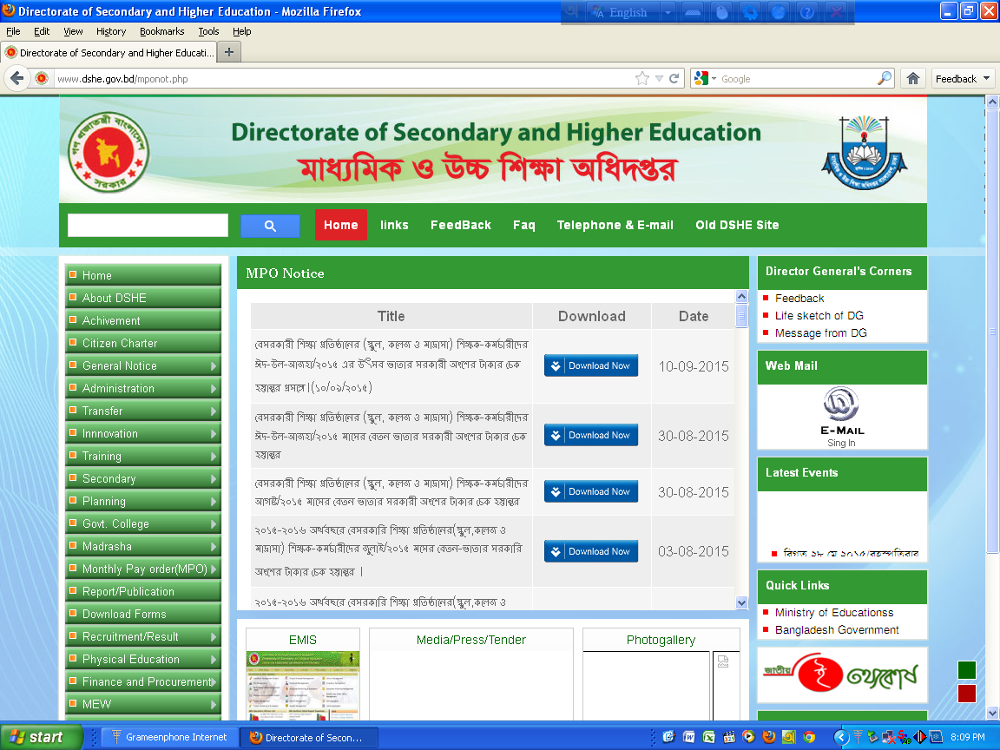 Directorate of Secondary and Higher Education - Mozilla Firefox
English
File Edit View History Bookmarks Tools Help
Directorate of Secondary and Higher Educati...
www.dshe.gov.bd/mponot.php
Google
Feedback
Directorate of Secondary and Higher Education
মাধ্যমিক ও উচ্চ শিক্ষা অধিদপ্তর
Home links FeedBack Faq Telephone & E-mail Old DSHE Site
Home
About DSHE
Achivement
Citizen Charter
General Notice
Administration
Transfer
Innnovation
Training
Secondary
Planning
Govt. College
Madrasha
Monthly Pay order(MPO)
Report/Publication
Download Forms
Recruitment/Result
Physical Education
Finance and Procurement
MEW
MPO Notice
Title Download Date
বেসরকারী শিক্ষা প্রতিষ্ঠানের (স্কুল, কলেজ ও মাদ্রাসা) শিক্ষক-কর্মচারীদের
ঈদ-উল-আজহা/২০১৫ এর উৎসব ভাতার সরকারী অংশের টাকার চেক
হস্তান্তর প্রসঙ্গে।(১০/০৯/২০১৫)
Download Now
10-09-2015
বেসরকারী শিক্ষা প্রতিষ্ঠানের (স্কুল, কলেজ ও মাদ্রাসা) শিক্ষক-কর্মচারীদের
ঈদ-উল-আজহা/২০১৫ মাসের বেতন ভাতার সরকারী অংশের টাকার চেক
হস্তান্তর
Download Now
30-08-2015
বেসরকারী শিক্ষা প্রতিষ্ঠানের (স্কুল, কলেজ ও মাদ্রাসা) শিক্ষক-কর্মচারীদের
আগষ্ট/২০১৫ মাসের বেতন ভাতার সরকারী অংশের টাকার চেক হস্তান্তর
Download Now
30-08-2015
২০১৫-২০১৬ অর্থবছরে বেসরকারি শিক্ষা প্রতিষ্ঠানের(স্কুল,কলেজ ও
মাদ্রাসা) শিক্ষক-কর্মচারীদের জুলাই/২০১৫ মসের বেতন-ভাতার সরকারি
অংশের টাকার চেক হস্তান্তর |
Download Now
03-08-2015
২০১৫-২০১৬ অর্থবছরে বেসরকারি শিক্ষা প্রতিষ্ঠানের(স্কুল,কলেজ ও
EMIS
Media/Press/Tender
Photogallery
Director General's Corners
Feedback
Life sketch of DG
Message from DG
Web Mail
E-MAIL
Sing In
Latest Events
বিগত ২৮ মে ২০১৫/বৃহস্পতিবার
Quick Links
Ministry of Educationss
Bangladesh Government
জাতীয় ই তথ্যকোষ
start
Grameenphone Internet
Directorate of Secon...
8:09 PM